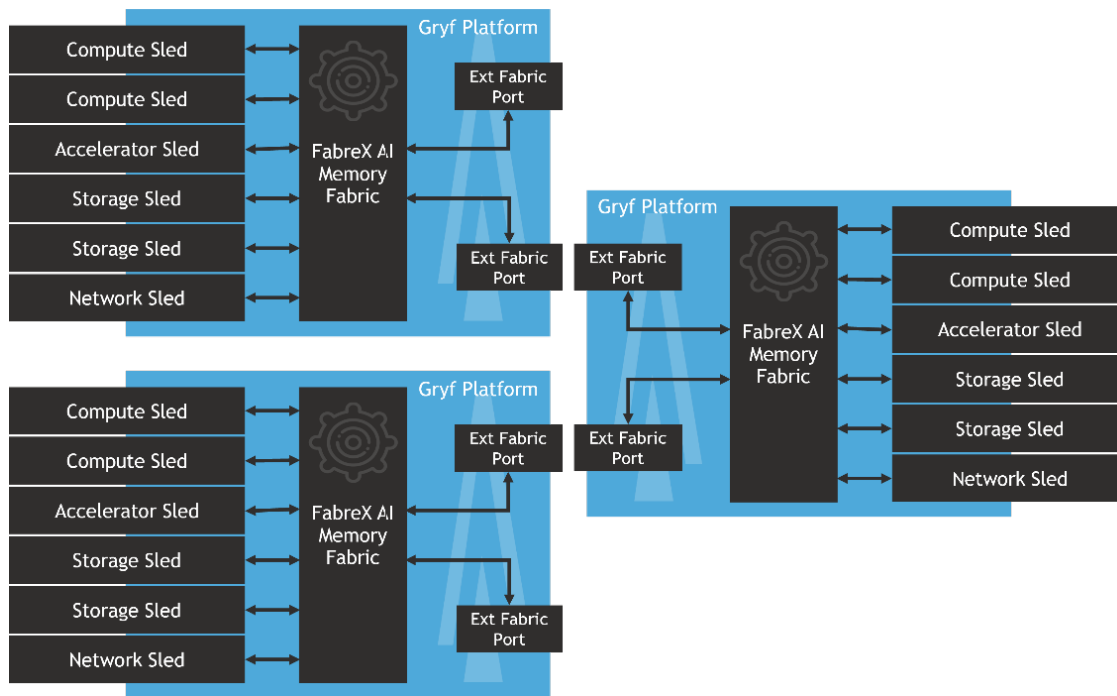 Gryf Platform
Compute Sled
Compute Sled
Accelerator Sled
Storage Sled
Storage Sled
Network Sled
FabreX AI
Memory
Fabric
Ext Fabric
Port
Ext Fabric
Port
Gryf Platform
Compute Sled
Compute Sled
Accelerator Sled
Storage Sled
Storage Sled
Network Sled
FabreX AI
Memory
Fabric
Ext Fabric
Port
Ext Fabric
Port
Gryf Platform
Ext Fabric
Port
Ext Fabric
Port
FabreX AI
Memory
Fabric
Compute Sled
Compute Sled
Accelerator Sled
Storage Sled
Storage Sled
Network Sled